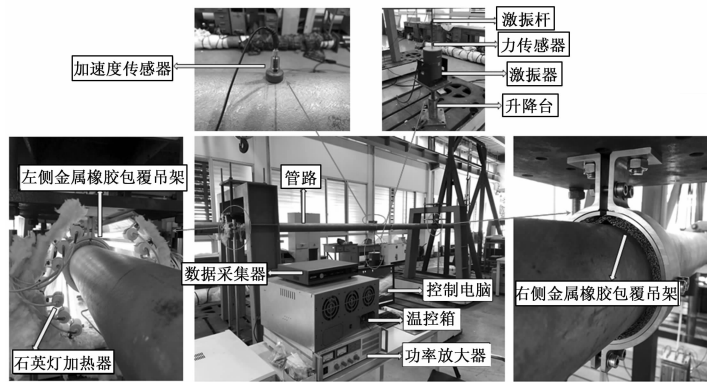 激振杆
力传感器
加速度传感器
激振器
升降台
左侧金属橡胶包覆吊架
管路
数据采集器
控制电脑
右侧金属橡胶包覆吊架
温控箱
石英灯加热器
功率放大器